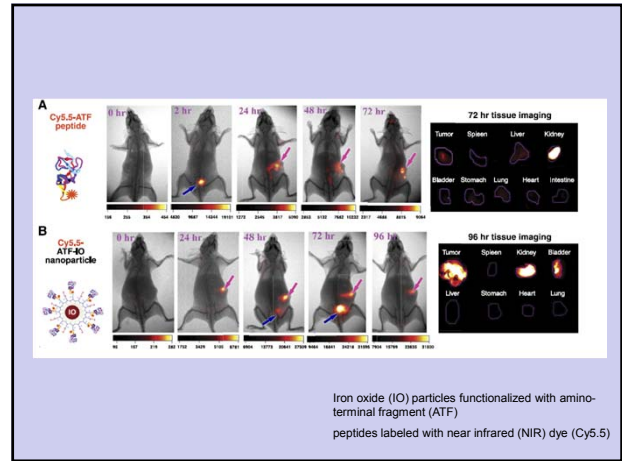 A
Cy5.5-ATF
peptide
0 hr
2 hr
24 hr
48 hr
72 hr
72 hr tissue imaging
Tumor Spleen Liver Kidney
Bladder Stomach Lung Heart Intestine
B
Cy5.5-
ATF-IO
nanoparticle
IO
0 hr
24 hr
48 hr
72 hr
96 hr
96 hr tissue imaging
Tumor Spleen Kidney Bladder
Liver Stomach Heart Lung
Iron oxide (IO) particles functionalized with amino-
terminal fragment (ATF)
peptides labeled with near infrared (NIR) dye (Cy5.5)